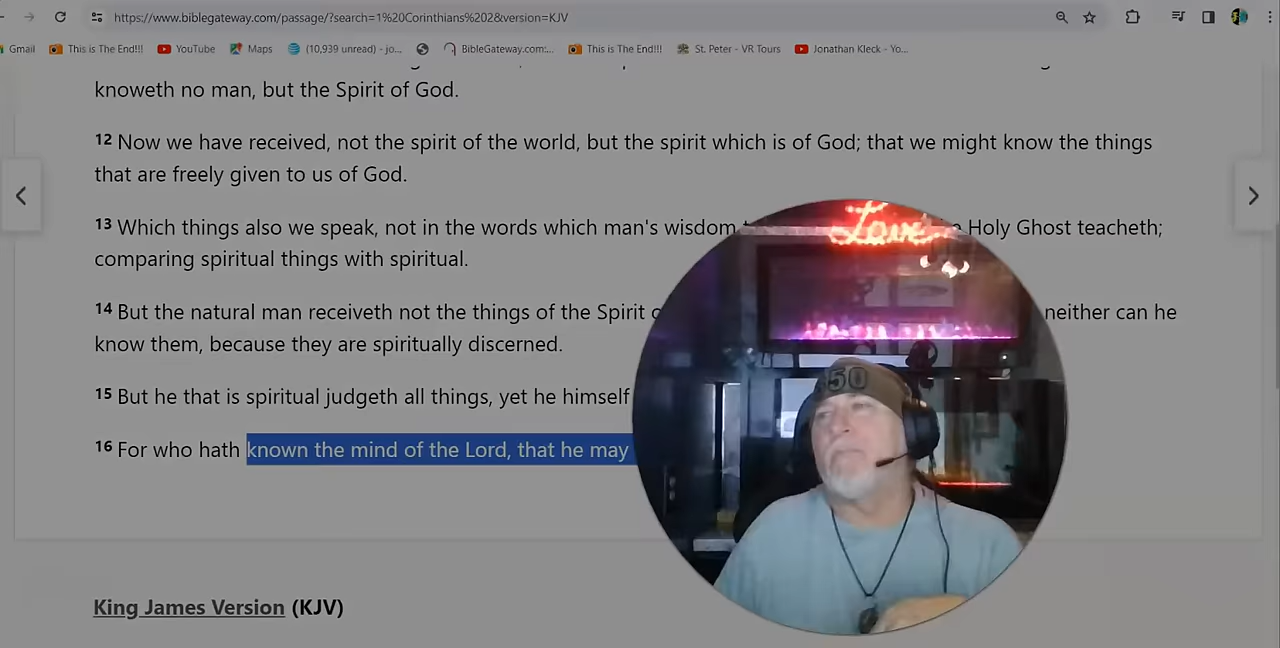 https://www.biblegateway.com/passage/?search=1%20Corinthians%202&version=KJV
Gmail This is The End!!! YouTube Maps (10,939 unread) - jo... BibleGateway.com:... This is The End!!! St. Peter - VR Tours Jonathan Kleck - Yo...
knoweth no man, but the Spirit of God.
12 Now we have received, not the spirit of the world, but the spirit which is of God; that we might know the things
that are freely given to us of God.
13 Which things also we speak, not in the words which man's wisdom Holy Ghost teacheth;
comparing spiritual things with spiritual.
14 But the natural man receiveth not the things of the Spirit neither can he
know them, because they are spiritually discerned.
15 But he that is spiritual judgeth all things, yet he himself
16 For who hath known the mind of the Lord, that he may
Love
50
King James Version (KJV)